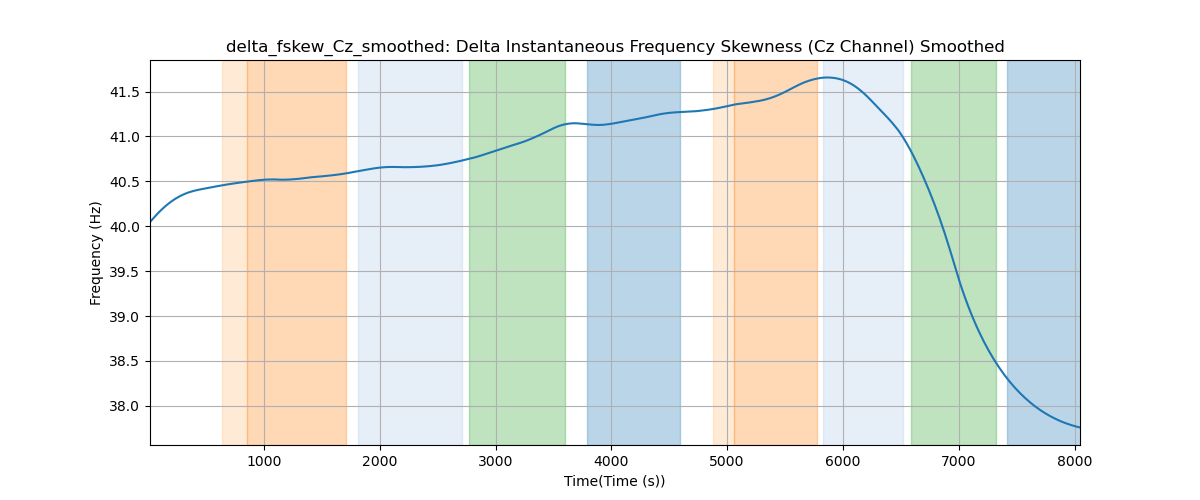 delta_fskew_Cz_smoothed: Delta Instantaneous Frequency Skewness (Cz Channel) Smoothed
Frequency (Hz)
41.5
41.0
40.5
40.0
39.5
39.0
38.5
38.0
1000 2000 3000 4000 5000 6000 7000 8000
Time(Time (s))